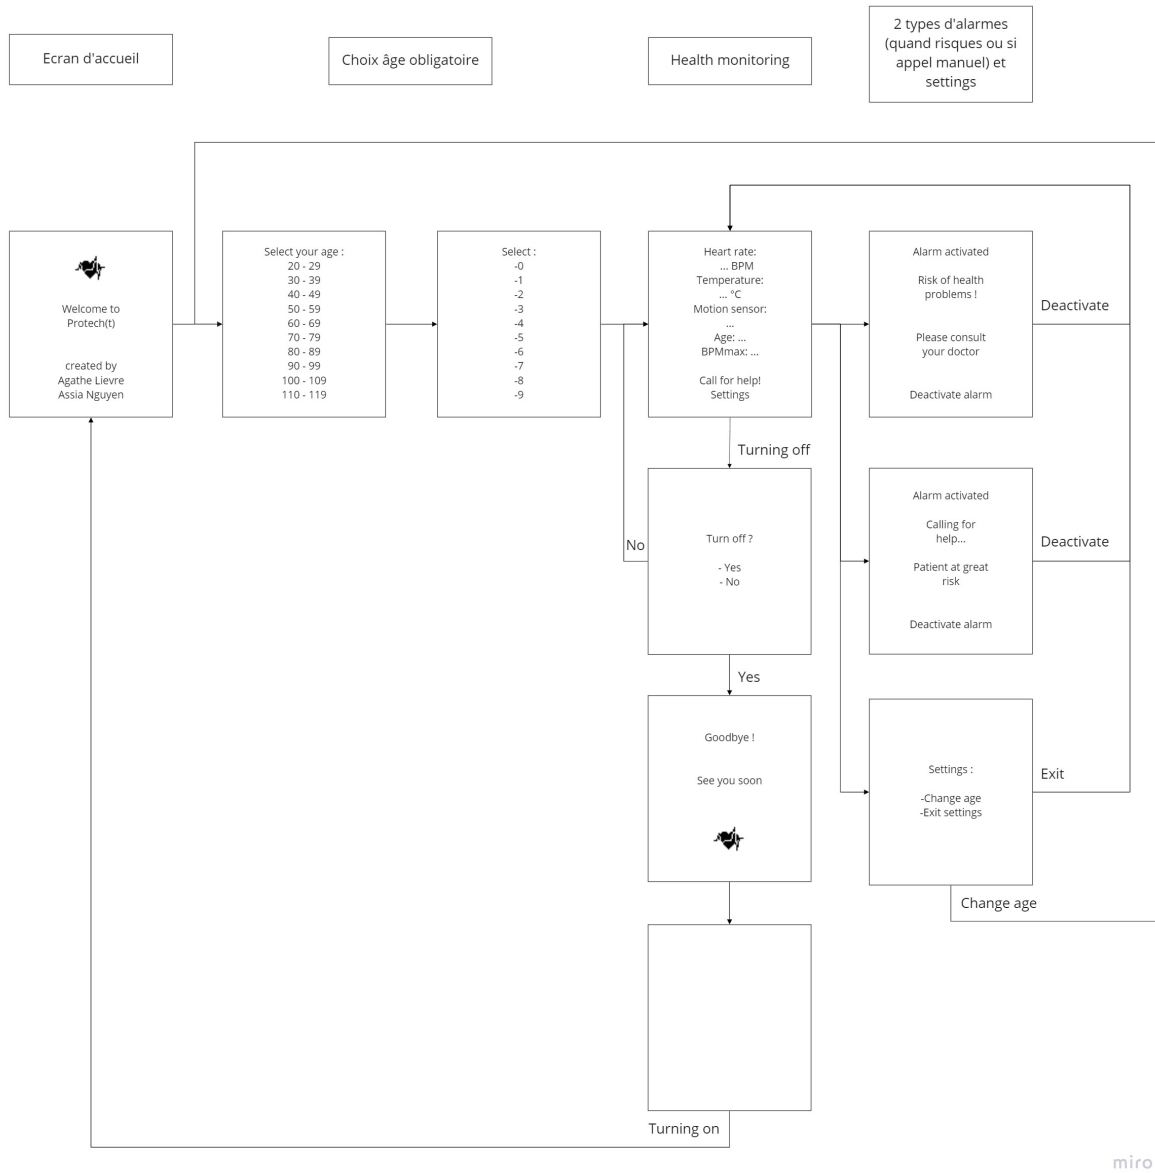 Ecran d'accueil
Choix âge obligatoire
Health monitoring
2 types d'alarmes
(quand risques ou si
appel manuel) et
settings
Welcome to
Protech(t)
created by
Agathe Lievre
Assia Nguyen
Select your age :
20 - 29
30 - 39
40 - 49
50 - 59
60 - 69
70 - 79
80 - 89
90 - 99
100 - 109
110 - 119
Select :
-0
-1
-2
-3
-4
-5
-6
-7
-8
-9
Heart rate:
... BPM
Temperature:
... °C
Motion sensor:
...
Age: ...
BPMmax: ...
Call for help!
Settings
Alarm activated
Risk of health
problems !
Please consult
your doctor
Deactivate alarm
Deactivate
Turning off
Turn off ?
- Yes
- No
No
Alarm activated
Calling for
help...
Patient at great
risk
Deactivate alarm
Deactivate
Yes
Goodbye !
See you soon
Settings :
-Change age
-Exit settings
Exit
Change age
Turning on
miro